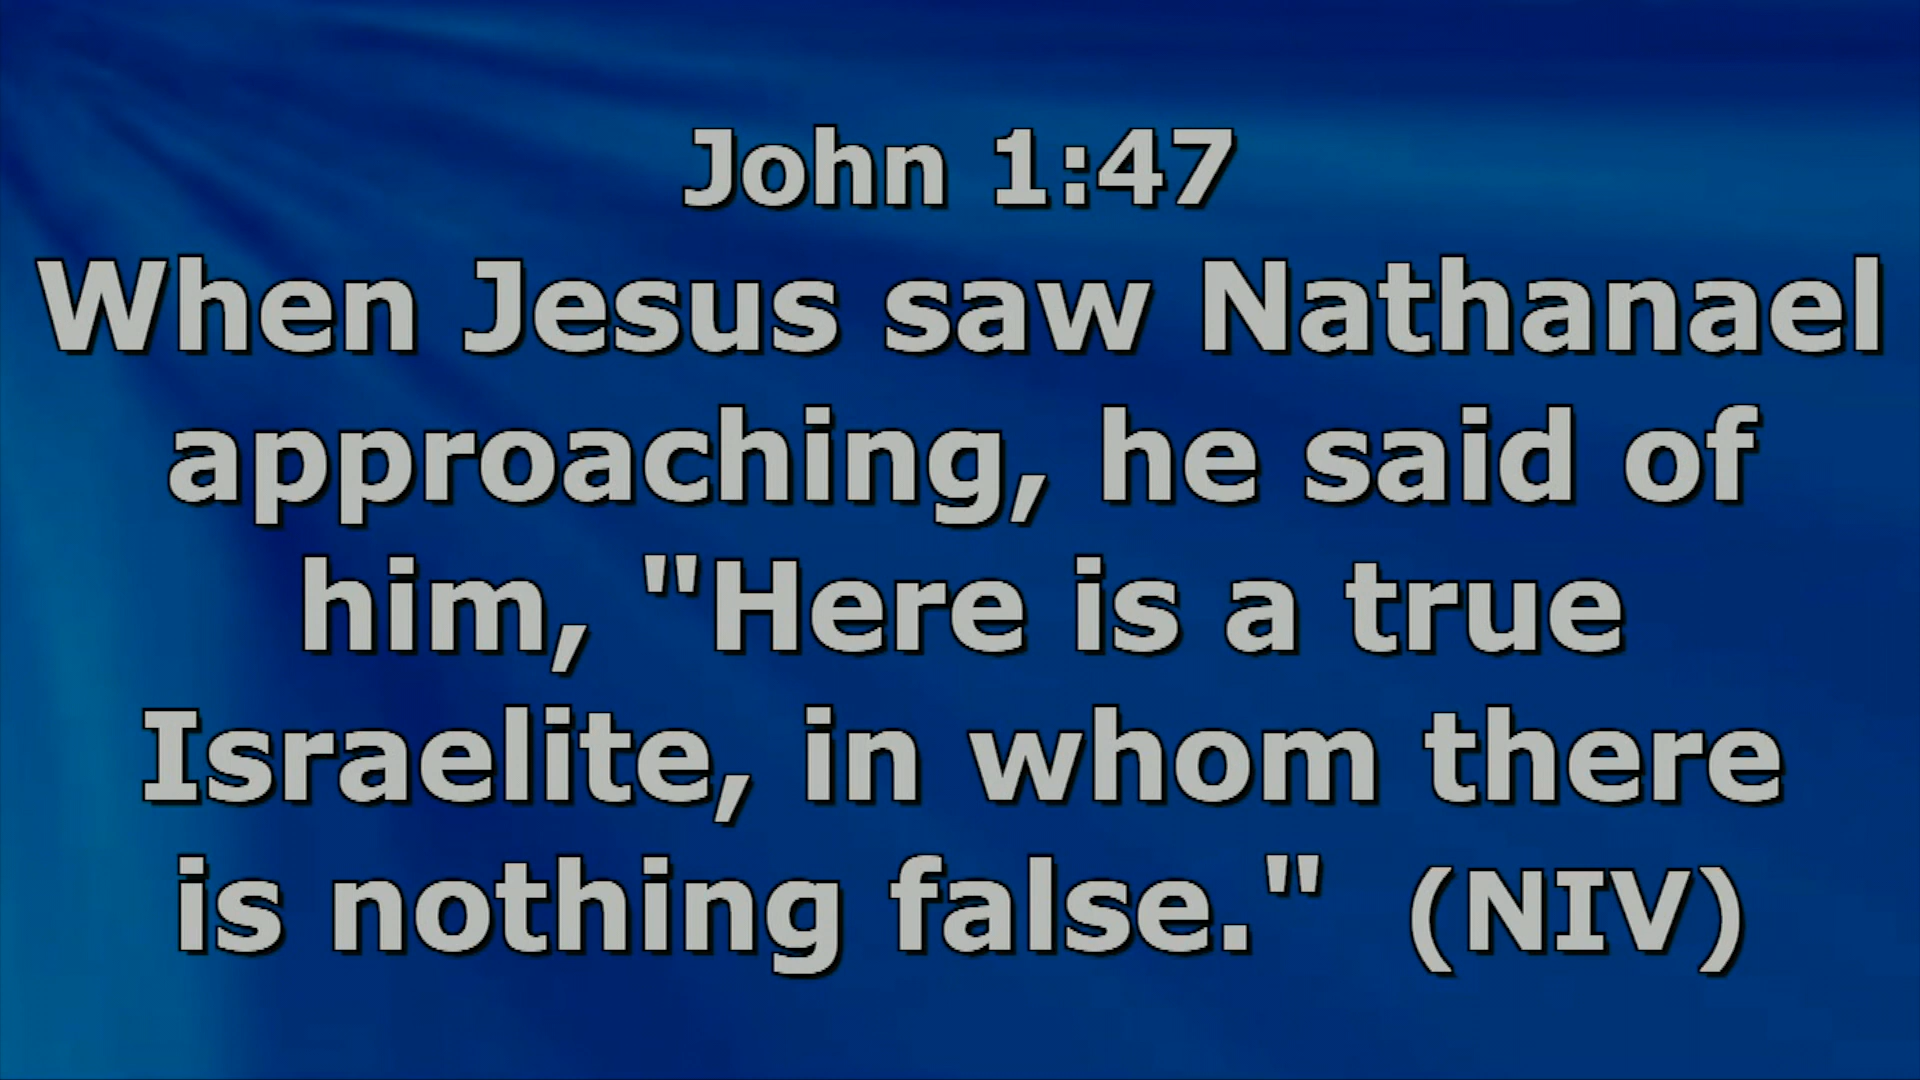 John 1:47
When Jesus saw Nathanael
approaching, he said of
him, "Here is a true
Israelite, in whom there
is nothing false." (NIV)